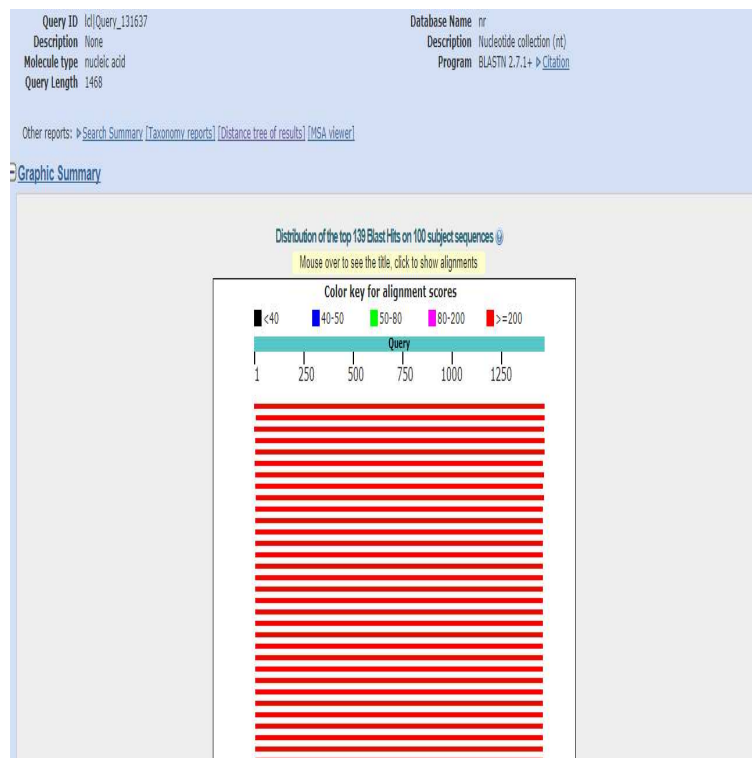 Query ID lcl|Query_131637
Description None
Molecule type nucleic acid
Query Length 1468
Database Name nr
Description Nucleotide collection (nt)
Program BLASTN 2.7.1+ ▷ Citation
Other reports: ▷ Search Summary [Taxonomy reports] [Distance tree of results] [MSA viewer]
Graphic Summary
Distribution of the top 139 Blast Hits on 100 subject sequences
Mouse over to see the title, click to show alignments
Color key for alignment scores
<40 40-50 50-80 80-200 >=200
Query
1 250 500 750 1000 1250